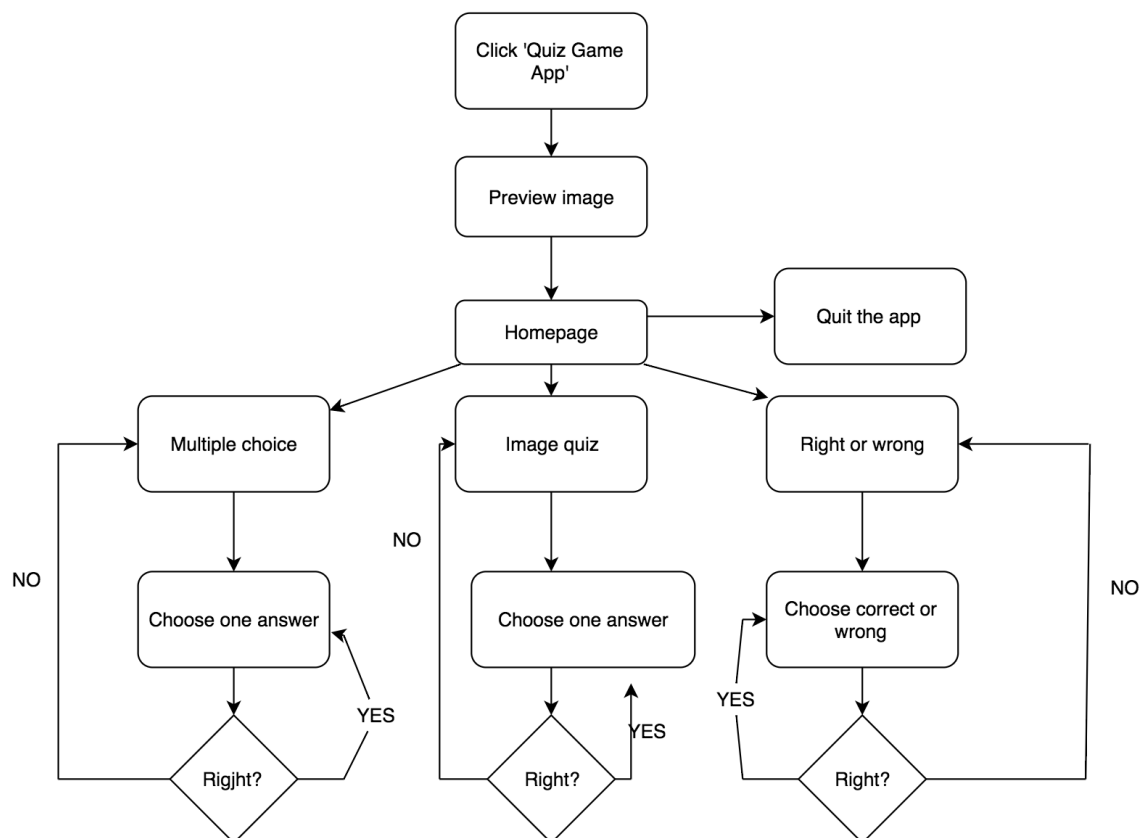 Click 'Quiz Game
App'
Preview image
Quit the app
Homepage
Multiple choice
Image quiz
Right or wrong
NO
NO
NO
Choose one answer
Choose one answer
Choose correct or
wrong
YES
YES
YES
Rigjht?
Right?
Right?